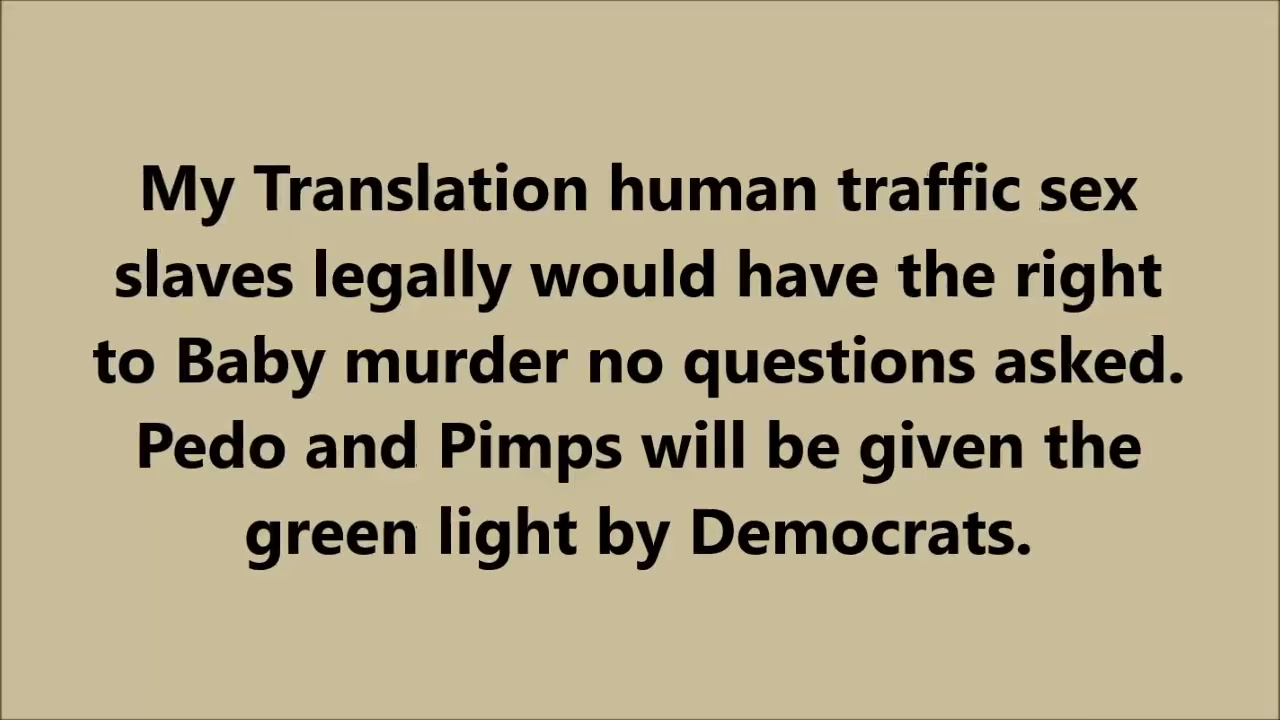 My Translation human traffic sex
slaves legally would have the right
to Baby murder no questions asked.
Pedo and Pimps will be given the
green light by Democrats.